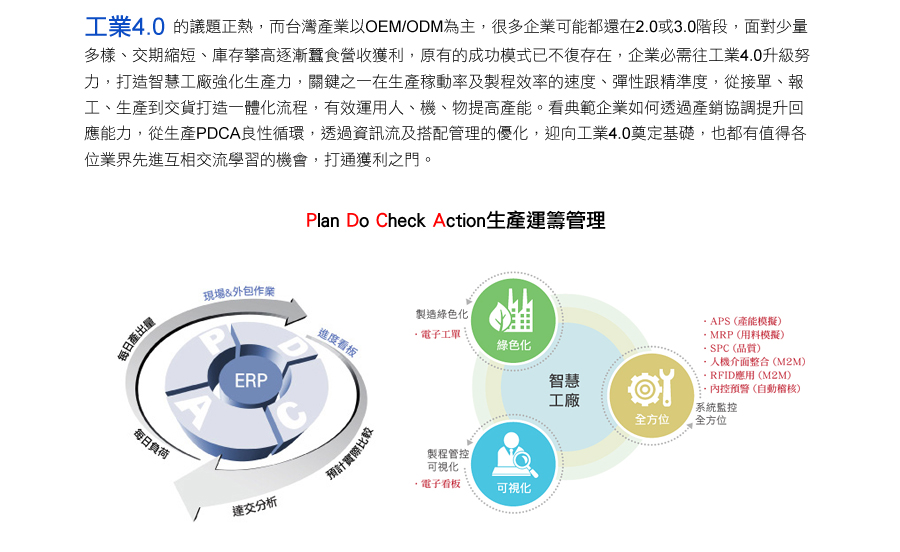 工業4.0 的議題正熱，而台灣產業以OEM/ODM為主，很多企業可能都還在2.0或3.0階段，面對少量
多樣、交期縮短、庫存攀高逐漸蠶食營收獲利，原有的成功模式已不復存在，企業必需往工業4.0升級努
力，打造智慧工廠強化生產力，關鍵之一在生產稼動率及製程效率的速度、彈性跟精準度，從接單、報
工、生產到交貨打造一體化流程，有效運用人、機、物提高產能。看典範企業如何透過產銷協調提升回
應能力，從生產PDCA良性循環，透過資訊流及搭配管理的優化，迎向工業4.0奠定基礎，也都有值得各
位業界先進互相交流學習的機會，打通獲利之門。
Plan Do Check Action生產運籌管理
現場&外包作業
進度看板
每日產出量
P
D
ERP
A
C
每日負荷
預計實際比較
達交分析
製造綠色化
・電子工單
綠色化
智慧
工廠
・APS（產能模擬）
・MRP（用料模擬）
・SPC（品質）
・人機介面整合（M2M）
・RFID應用（M2M）
・內控預警（自動稽核）
全方位
系統監控
全方位
製程管控
可視化
・電子看板
可視化